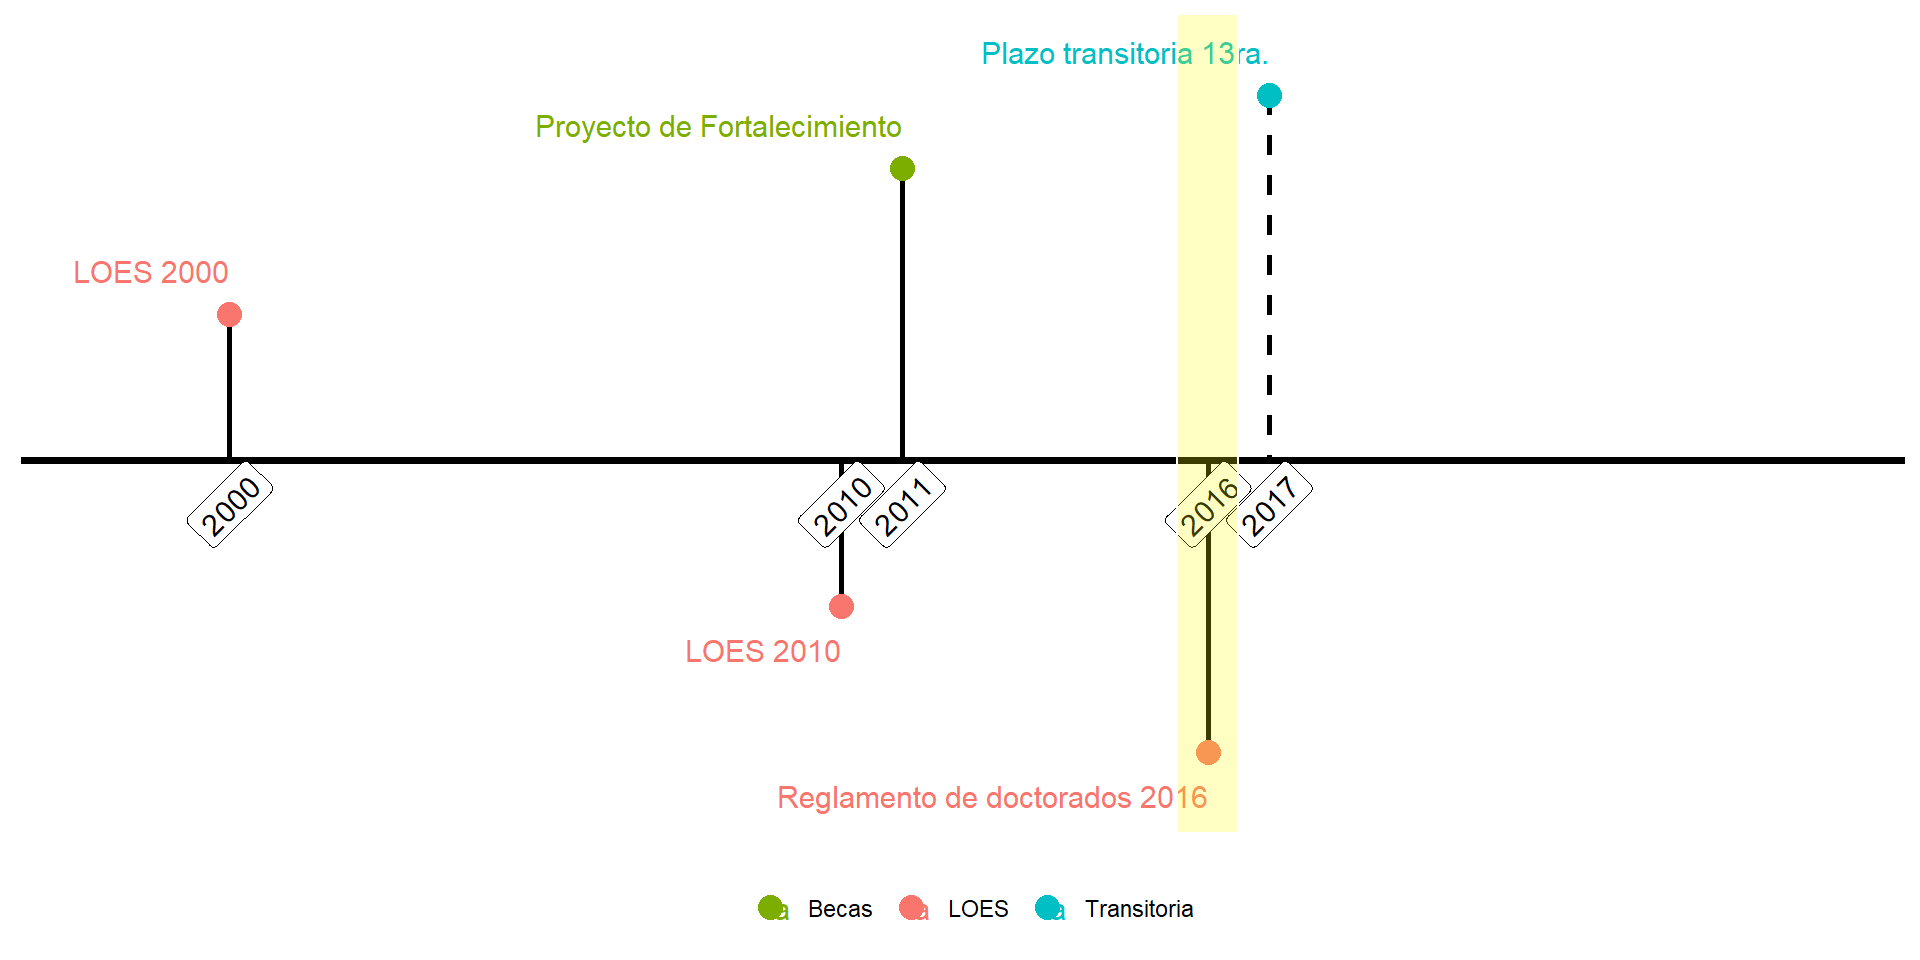 Plazo transitoria 13ra.
Proyecto de Fortalecimiento
LOES 2000
2000
2010
2011
2016
2017
LOES 2010
Reglamento de doctorados 2016
a Becas a LOES a Transitoria